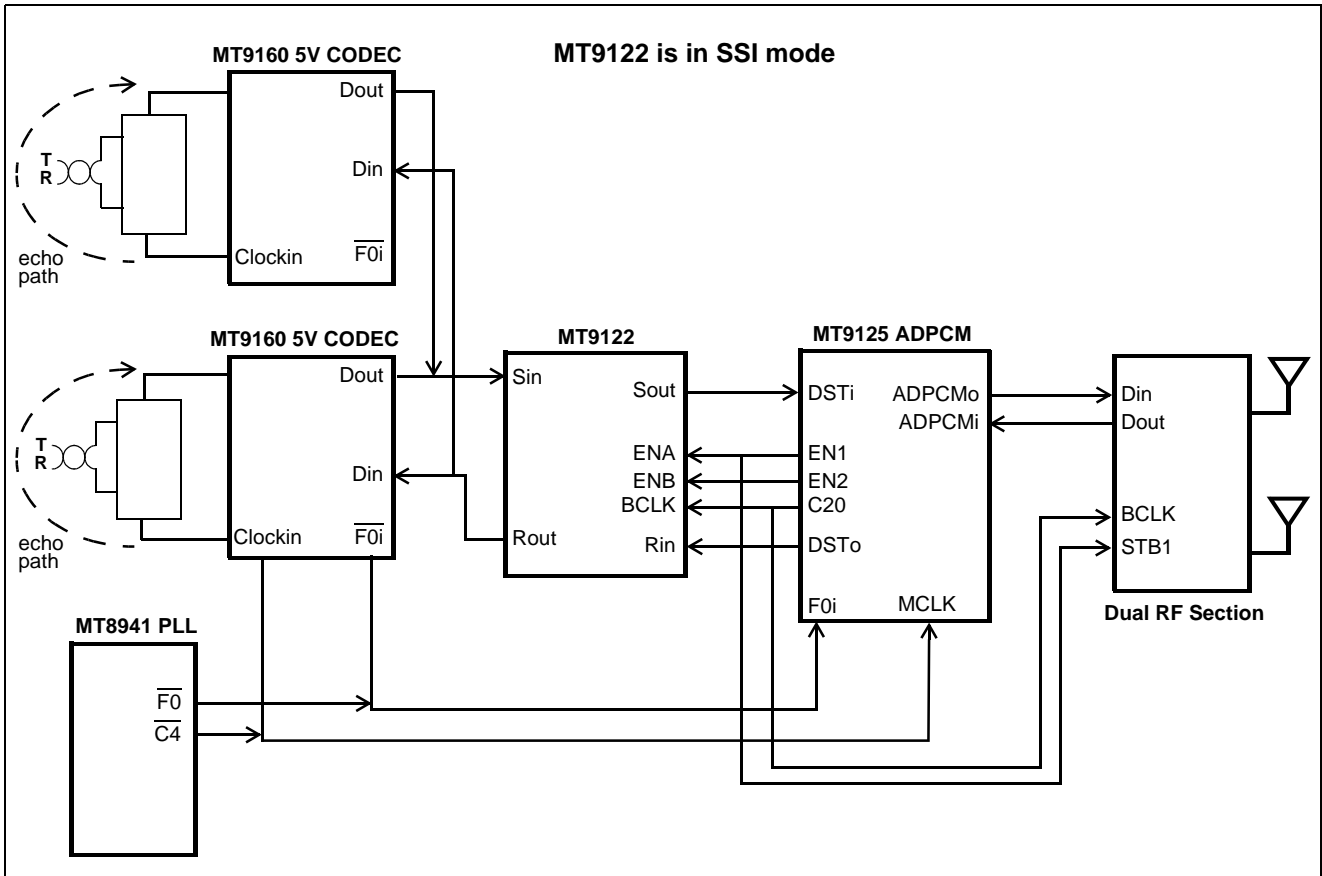 MT9160 5V CODEC
MT9122 is in SSI mode
Dout
Din
T
R
Clockin
F0i
echo
path
MT9160 5V CODEC
Dout
Din
T
R
Clockin
F0i
echo
path
MT9122
Sin
Sout
ENA
ENB
BCLK
Rout
Rin
MT9125 ADPCM
DSTi
ADPCMo
ADPCMi
EN1
EN2
C20
DSTo
F0i
MCLK
Din
Dout
BCLK
STB1
Dual RF Section
MT8941 PLL
F0
C4